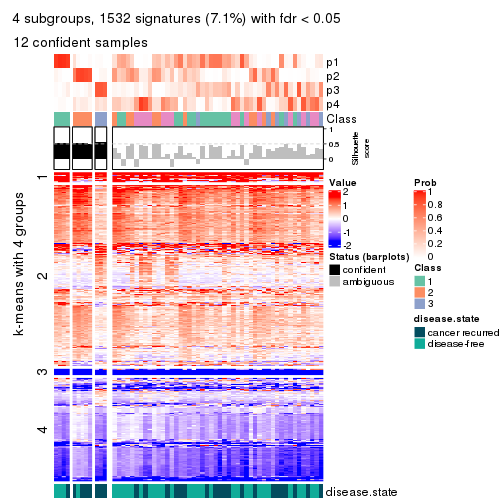 4 subgroups, 1532 signatures (7.1%) with fdr < 0.05
12 confident samples
p1
p2
p3
p4
Class
1
0.5
0
Silhouette
score
k-means with 4 groups
1
2
3
4
disease.state
Value
2
1
0
-1
-2
Status (barplots)
confident
ambiguous
Prob
1
0.8
0.6
0.4
0.2
0
Class
1
2
3
disease.state
cancer recurred
disease-free